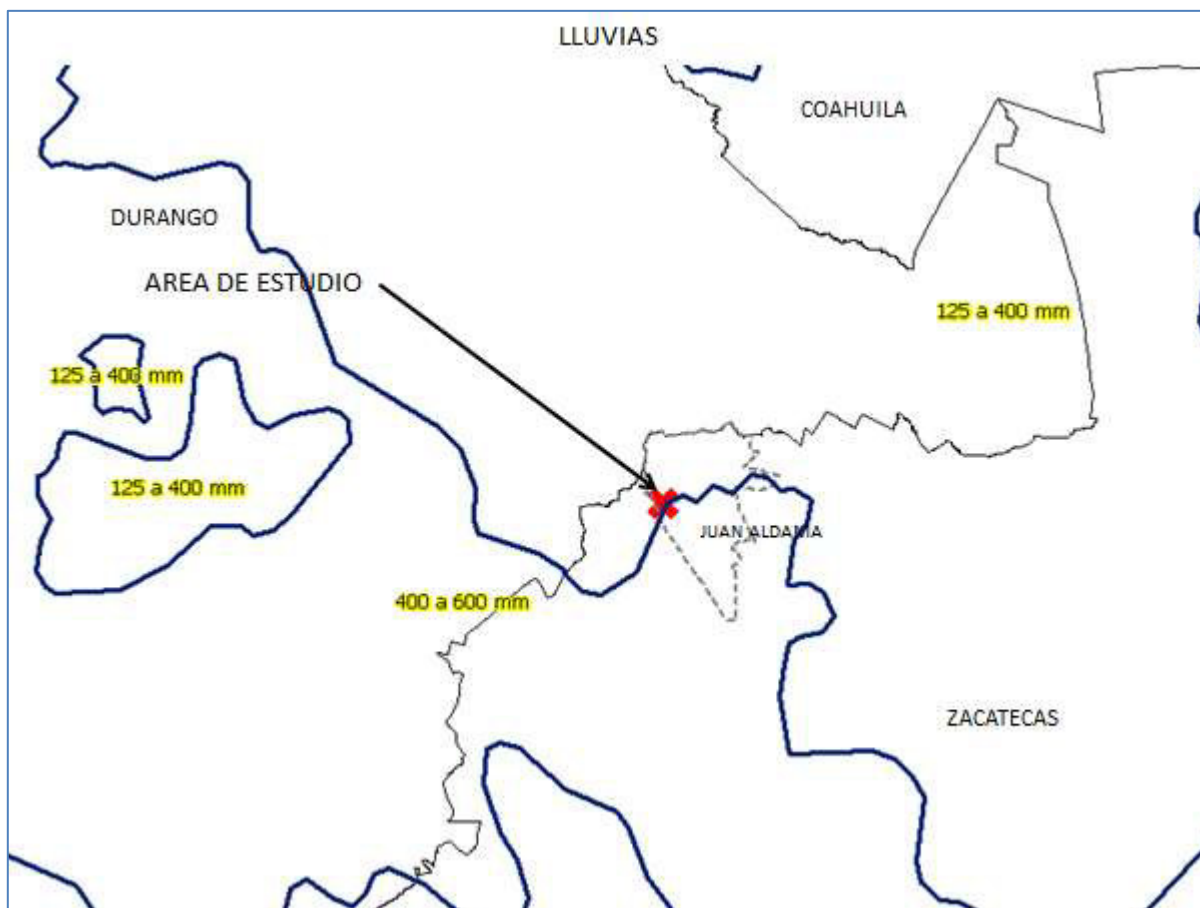 LLUVIAS
COAHUILA
DURANGO
AREA DE ESTUDIO
125 a 400 mm
125 a 400 mm
125 a 400 mm
JUAN ALDAMA
400 a 600 mm
ZACATECAS